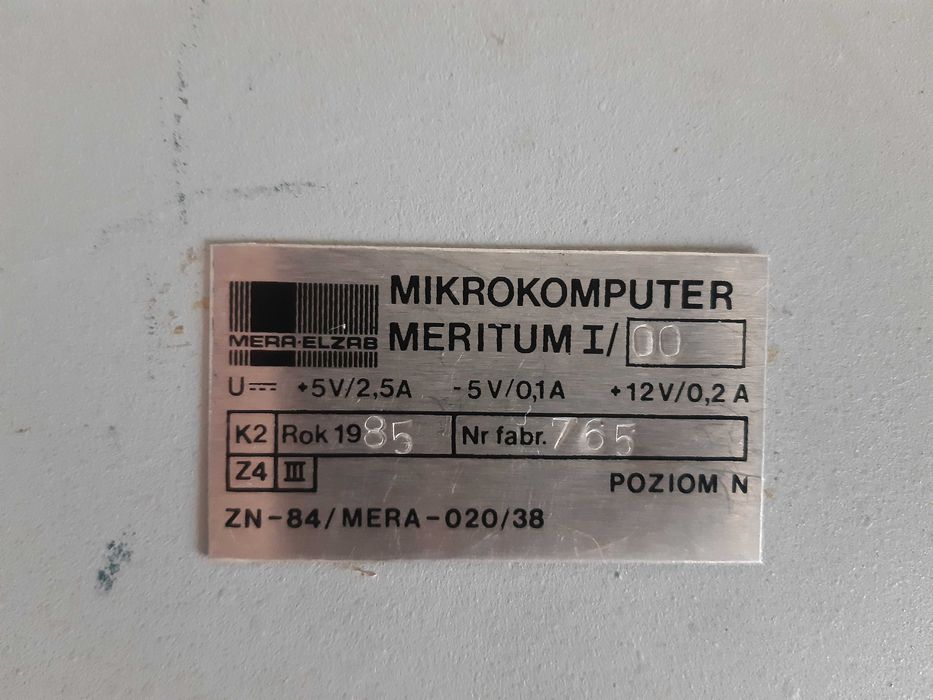 MIKROKOMPUTER
MERA-ELZAB MERITUM I/00
U⎓ +5V/2,5A -5V/0,1A +12V/0,2A
K2 Rok 1985 Nr fabr. 765
Z4 III POZIOM N
ZN-84/MERA-020/38